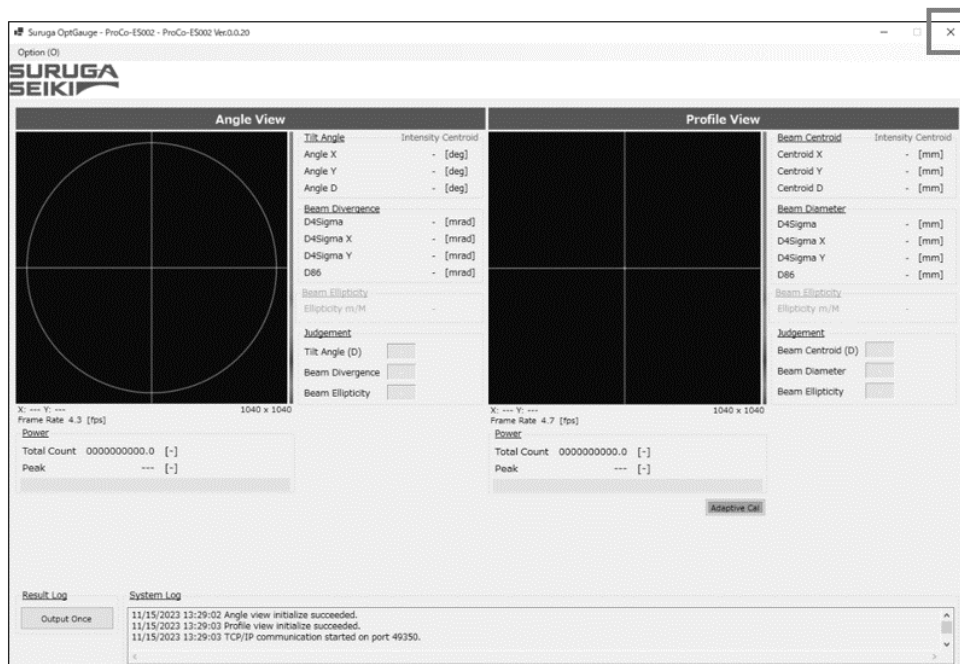 Suruga OptGauge - ProCo-ES002 - ProCo-ES002 Ver.0.0.20
Option (O)
SURUGA
SEIKI
Angle View
Tilt Angle Intensity Centroid
Angle X - [deg]
Angle Y - [deg]
Angle D - [deg]
Beam Divergence
D4Sigma - [mrad]
D4Sigma X - [mrad]
D4Sigma Y - [mrad]
D86 - [mrad]
Beam Ellipticity
Ellipticity m/M -
Judgement
Tilt Angle (D)
Beam Divergence
Beam Ellipticity
X: --- Y: --- 1040 x 1040
Frame Rate 4.3 [fps]
Power
Total Count 0000000000.0 [-]
Peak --- [-]
Profile View
Beam Centroid Intensity Centroid
Centroid X - [mm]
Centroid Y - [mm]
Centroid D - [mm]
Beam Diameter
D4Sigma - [mm]
D4Sigma X - [mm]
D4Sigma Y - [mm]
D86 - [mm]
Beam Ellipticity
Ellipticity m/M -
Judgement
Beam Centroid (D)
Beam Diameter
Beam Ellipticity
X: --- Y: --- 1040 x 1040
Frame Rate 4.7 [fps]
Power
Total Count 0000000000.0 [-]
Peak --- [-]
Adaptive Cal
Result Log
Output Once
System Log
11/15/2023 13:29:02 Angle view initialize succeeded.
11/15/2023 13:29:03 Profile view initialize succeeded.
11/15/2023 13:29:03 TCP/IP communication started on port 49350.